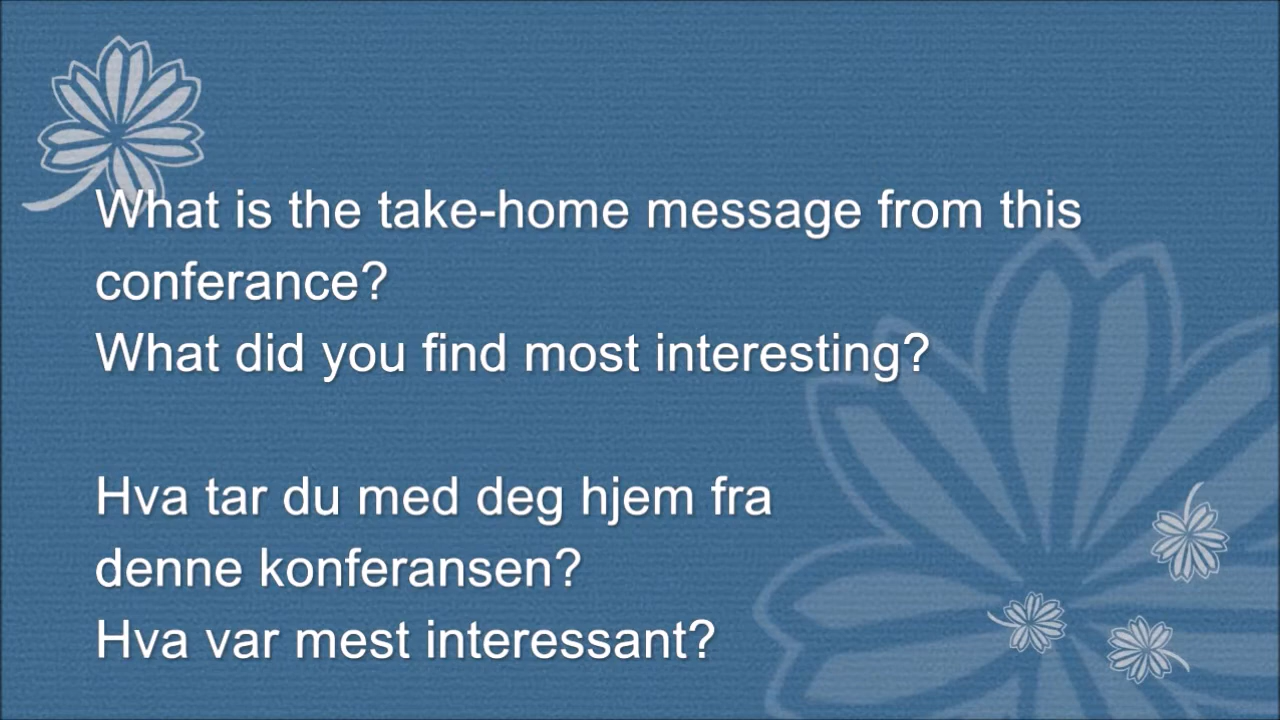 What is the take-home message from this
conferance?
What did you find most interesting?
Hva tar du med deg hjem fra
denne konferansen?
Hva var mest interessant?